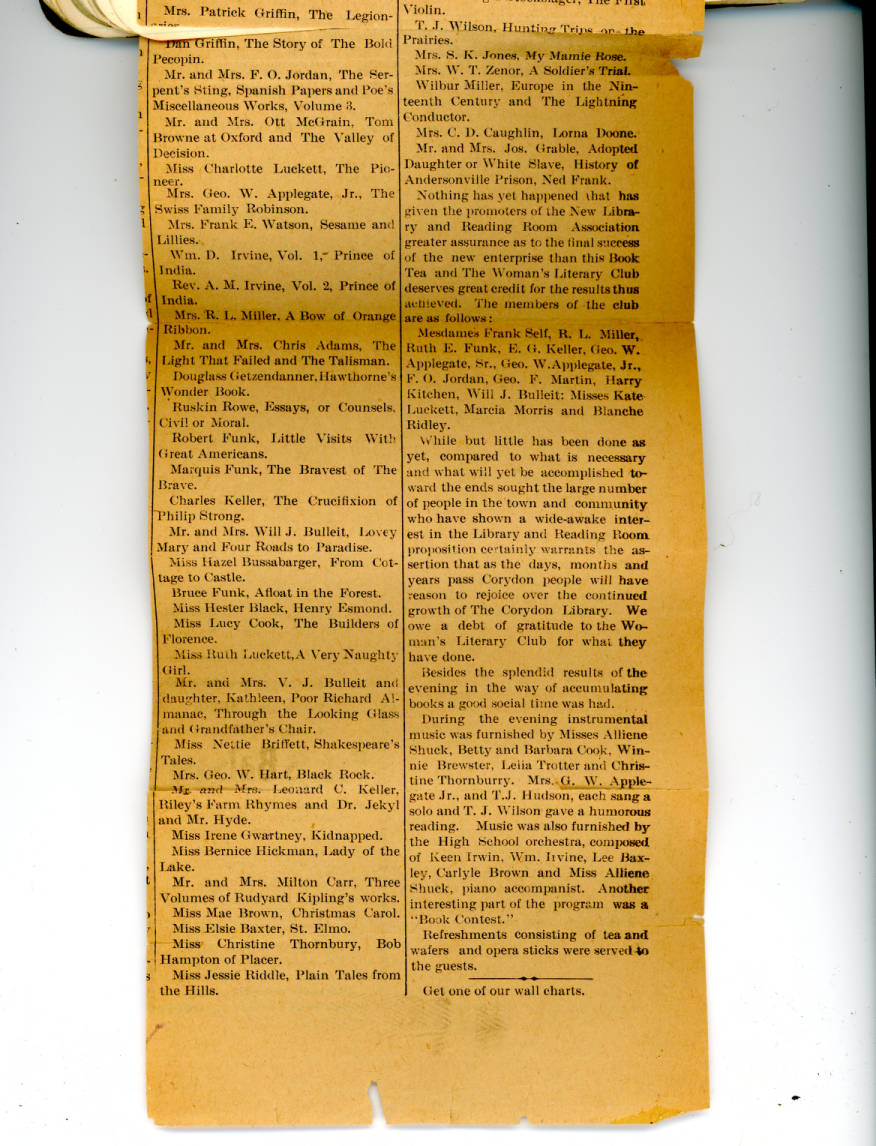 Mrs. Patrick Griffin, The Legion-
Dan Griffin, The Story of The Bold
Pecopin.
Mr. and Mrs. F. O. Jordan, The Ser-
pent's Sting, Spanish Papers and Poe's
Miscellaneous Works, Volume 3.
Mr. and Mrs. Ott McGrain, Tom
Browne at Oxford and The Valley of
Decision.
Miss Charlotte Luckett, The Pio-
neer.
Mrs. Geo. W. Applegate, Jr., The
Swiss Family Robinson.
Mrs. Frank E. Watson, Sesame and
Lillies.
Wm. D. Irvine, Vol. 1, Prince of
India.
Rev. A. M. Irvine, Vol. 2, Prince of
India.
Mrs. R. L. Miller, A Bow of Orange
Ribbon.
Mr. and Mrs. Chris Adams, The
Light That Failed and The Talisman.
Douglass Getzendanner, Hawthorne's
Wonder Book.
Ruskin Rowe, Essays, or Counsels,
Civil or Moral.
Robert Funk, Little Visits With
Great Americans.
Marquis Funk, The Bravest of The
Brave.
Charles Keller, The Crucifixion of
Philip Strong.
Mr. and Mrs. Will J. Bulleit, Lovey
Mary and Four Roads to Paradise.
Miss Hazel Bussabarger, From Cot-
tage to Castle.
Bruce Funk, Afloat in the Forest.
Miss Hester Black, Henry Esmond.
Miss Lucy Cook, The Builders of
Florence.
Miss Ruth Luckett, A Very Naughty
Girl.
Mr. and Mrs. V. J. Bulleit and
daughter, Kathleen, Poor Richard Al-
manac, Through the Looking Glass
and Grandfather's Chair.
Miss Nettie Briffett, Shakespeare's
Tales.
Mrs. Geo. W. Hart, Black Rock.
Mr. and Mrs. Leonard C. Keller,
Riley's Farm Rhymes and Dr. Jekyl
and Mr. Hyde.
Miss Irene Gwartney, Kidnapped.
Miss Bernice Hickman, Lady of the
Lake.
Mr. and Mrs. Milton Carr, Three
Volumes of Rudyard Kipling's works.
Miss Mae Brown, Christmas Carol.
Miss Elsie Baxter, St. Elmo.
Miss Christine Thornbury, Bob
Hampton of Placer.
Miss Jessie Riddle, Plain Tales from
the Hills.
Violin.
T. J. Wilson, Hunting Trips on the
Prairies.
Mrs. S. K. Jones, My Mamie Rose.
Mrs. W. T. Zenor, A Soldier's Trial.
Wilbur Miller, Europe in the Nin-
teenth Century and The Lightning
Conductor.
Mrs. C. D. Caughlin, Lorna Doone.
Mr. and Mrs. Jos. Grable, Adopted
Daughter or White Slave, History of
Andersonville Prison, Ned Frank.
Nothing has yet happened that has
given the promoters of the New Libra-
ry and Reading Room Association
greater assurance as to the final success
of the new enterprise than this Book
Tea and The Woman's Literary Club
deserves great credit for the results thus
achieved. The members of the club
are as follows:
Mesdames Frank Self, R. L. Miller,
Ruth E. Funk, E. G. Keller, Geo. W.
Applegate, Sr., Geo. W. Applegate, Jr.,
F. O. Jordan, Geo. F. Martin, Harry
Kitchen, Will J. Bulleit: Misses Kate
Luckett, Marcia Morris and Blanche
Ridley.
While but little has been done as
yet, compared to what is necessary
and what will yet be accomplished to-
ward the ends sought the large number
of people in the town and community
who have shown a wide-awake inter-
est in the Library and Reading Room
proposition certainly warrants the as-
sertion that as the days, months and
years pass Corydon people will have
reason to rejoice over the continued
growth of The Corydon Library. We
owe a debt of gratitude to the Wo-
man's Literary Club for what they
have done.
Besides the splendid results of the
evening in the way of accumulating
books a good social time was had.
During the evening instrumental
music was furnished by Misses Alliene
Shuck, Betty and Barbara Cook, Win-
nie Brewster, Lelia Trotter and Chris-
tine Thornburry. Mrs. G. W. Apple-
gate Jr., and T.J. Hudson, each sang a
solo and T. J. Wilson gave a humorous
reading. Music was also furnished by
the High School orchestra, composed
of Keen Irwin, Wm. Irvine, Lee Bax-
ley, Carlyle Brown and Miss Alliene
Shuck, piano accompanist. Another
interesting part of the program was a
"Book Contest."
Refreshments consisting of tea and
wafers and opera sticks were served to
the guests.
Get one of our wall charts.